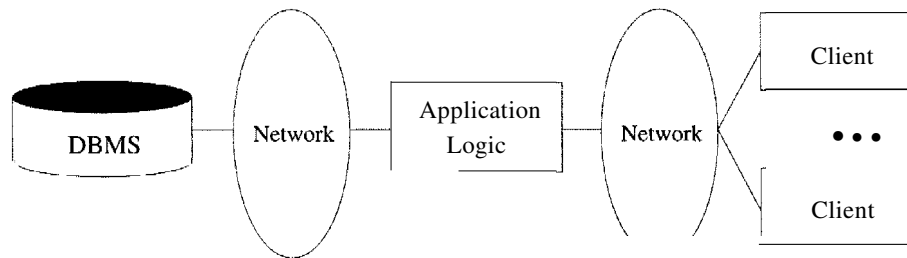 DBMS
Network
Application
Logic
Network
Client
Client